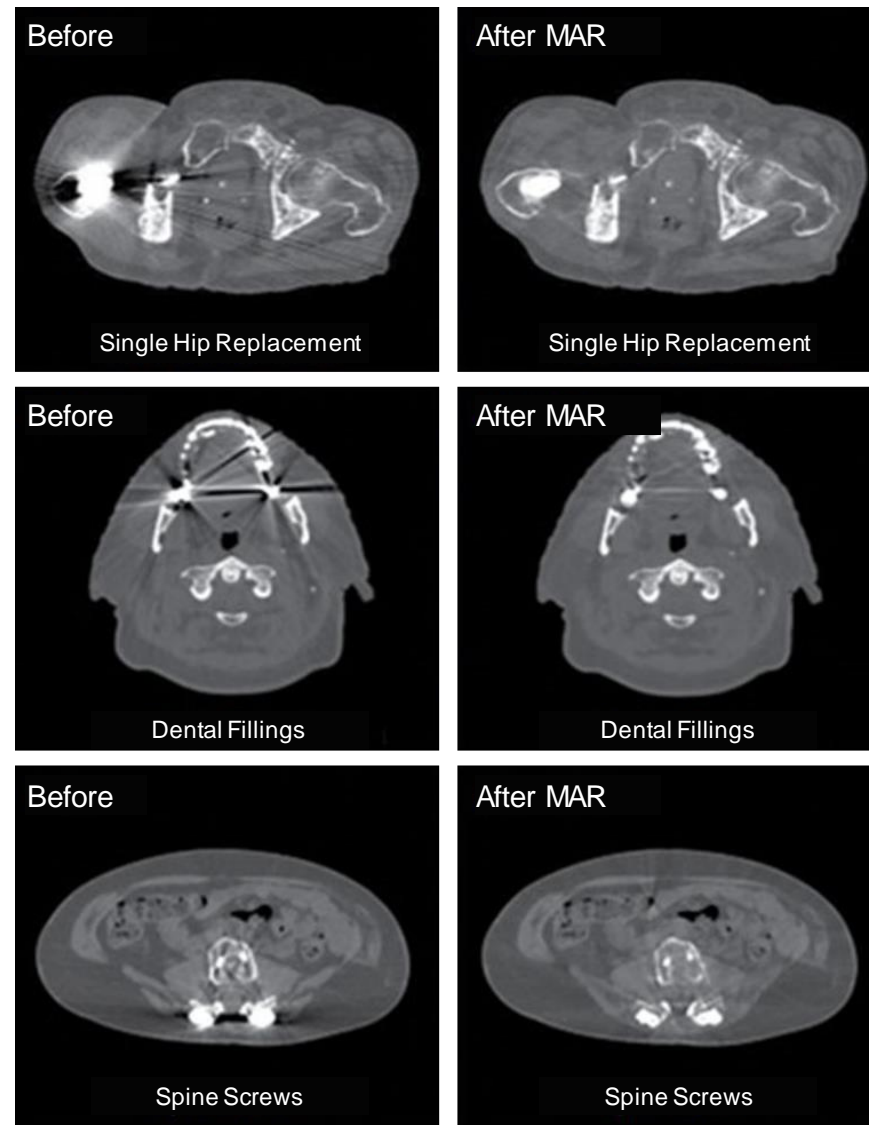 Before
After MAR
Single Hip Replacement
Single Hip Replacement
Before
After MAR
Dental Fillings
Dental Fillings
Before
After MAR
Spine Screws
Spine Screws